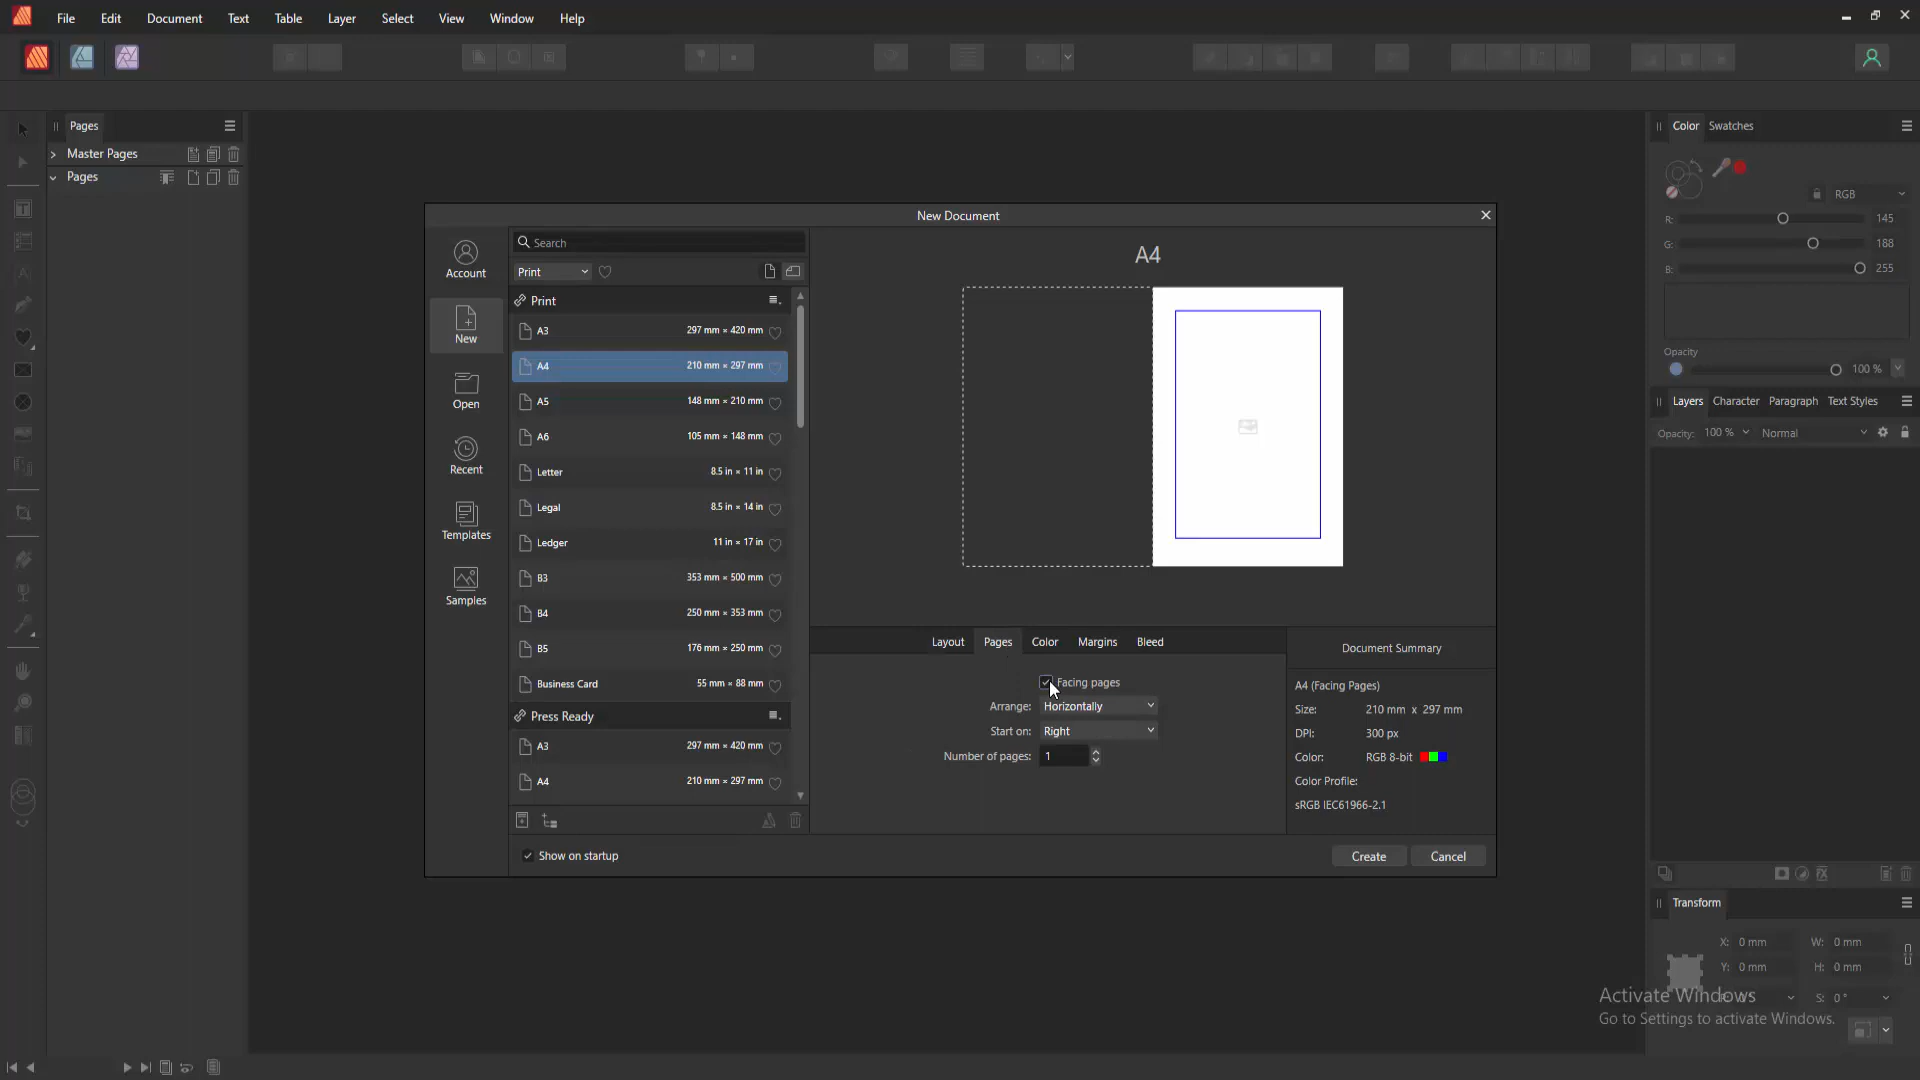 File Edit Document Text Table Layer Select View Window Help
Pages
Master Pages
Pages
New Document
Account
New
Open
Recent
Templates
Samples
Search
Print
Print
A3 297 mm × 420 mm
A4 210 mm × 297 mm
A5 148 mm × 210 mm
A6 105 mm × 148 mm
Letter 8.5 in × 11 in
Legal 8.5 in × 14 in
Ledger 11 in × 17 in
B3 353 mm × 500 mm
B4 250 mm × 353 mm
B5 176 mm × 250 mm
Business Card 55 mm × 88 mm
Press Ready
A3 297 mm × 420 mm
A4 210 mm × 297 mm
Show on startup
A4
Layout Pages Color Margins Bleed
Facing pages
Arrange: Horizontally
Start on: Right
Number of pages: 1
Document Summary
A4 (Facing Pages)
Size: 210 mm x 297 mm
DPI: 300 px
Color: RGB 8-bit
Color Profile:
sRGB IEC61966-2.1
Create Cancel
Color Swatches
RGB
R: 145
G: 188
B: 255
Opacity
100 %
Layers Character Paragraph Text Styles
Opacity: 100 % Normal
Transform
X: 0 mm W: 0 mm
Y: 0 mm H: 0 mm
S: 0 °
Activate Windows
Go to Settings to activate Windows.